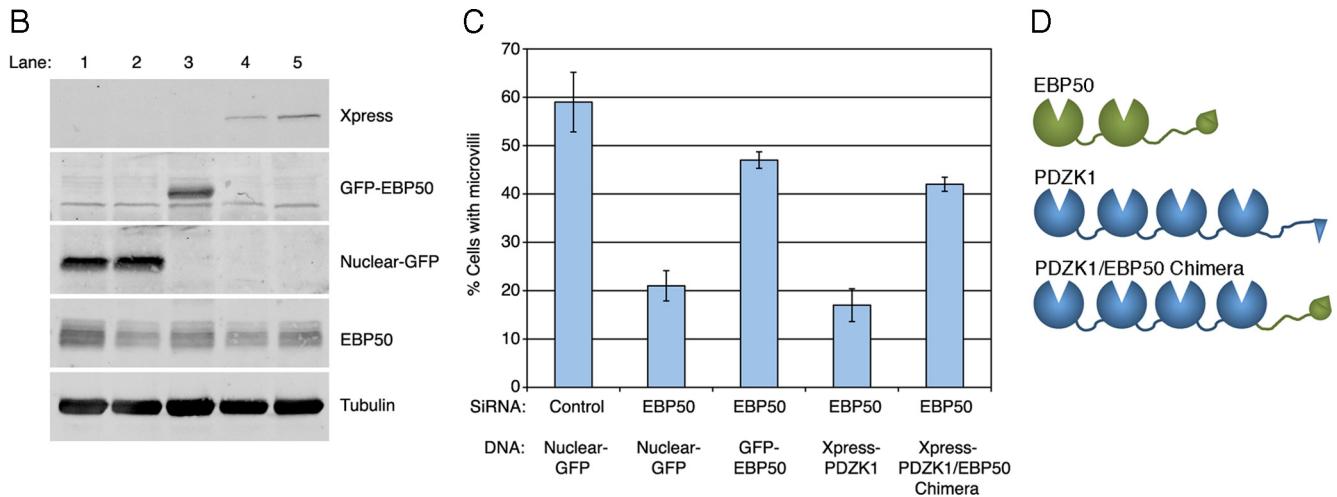 B
Lane: 1 2 3 4 5
Xpress
GFP-EBP50
Nuclear-GFP
EBP50
Tubulin
C
% Cells with microvilli
70
60
50
40
30
20
10
0
SiRNA: Control EBP50 EBP50 EBP50 EBP50
DNA: Nuclear- Nuclear- GFP- Xpress- Xpress-
GFP GFP EBP50 PDZK1 PDZK1/EBP50
Chimera
D
EBP50
PDZK1
PDZK1/EBP50 Chimera